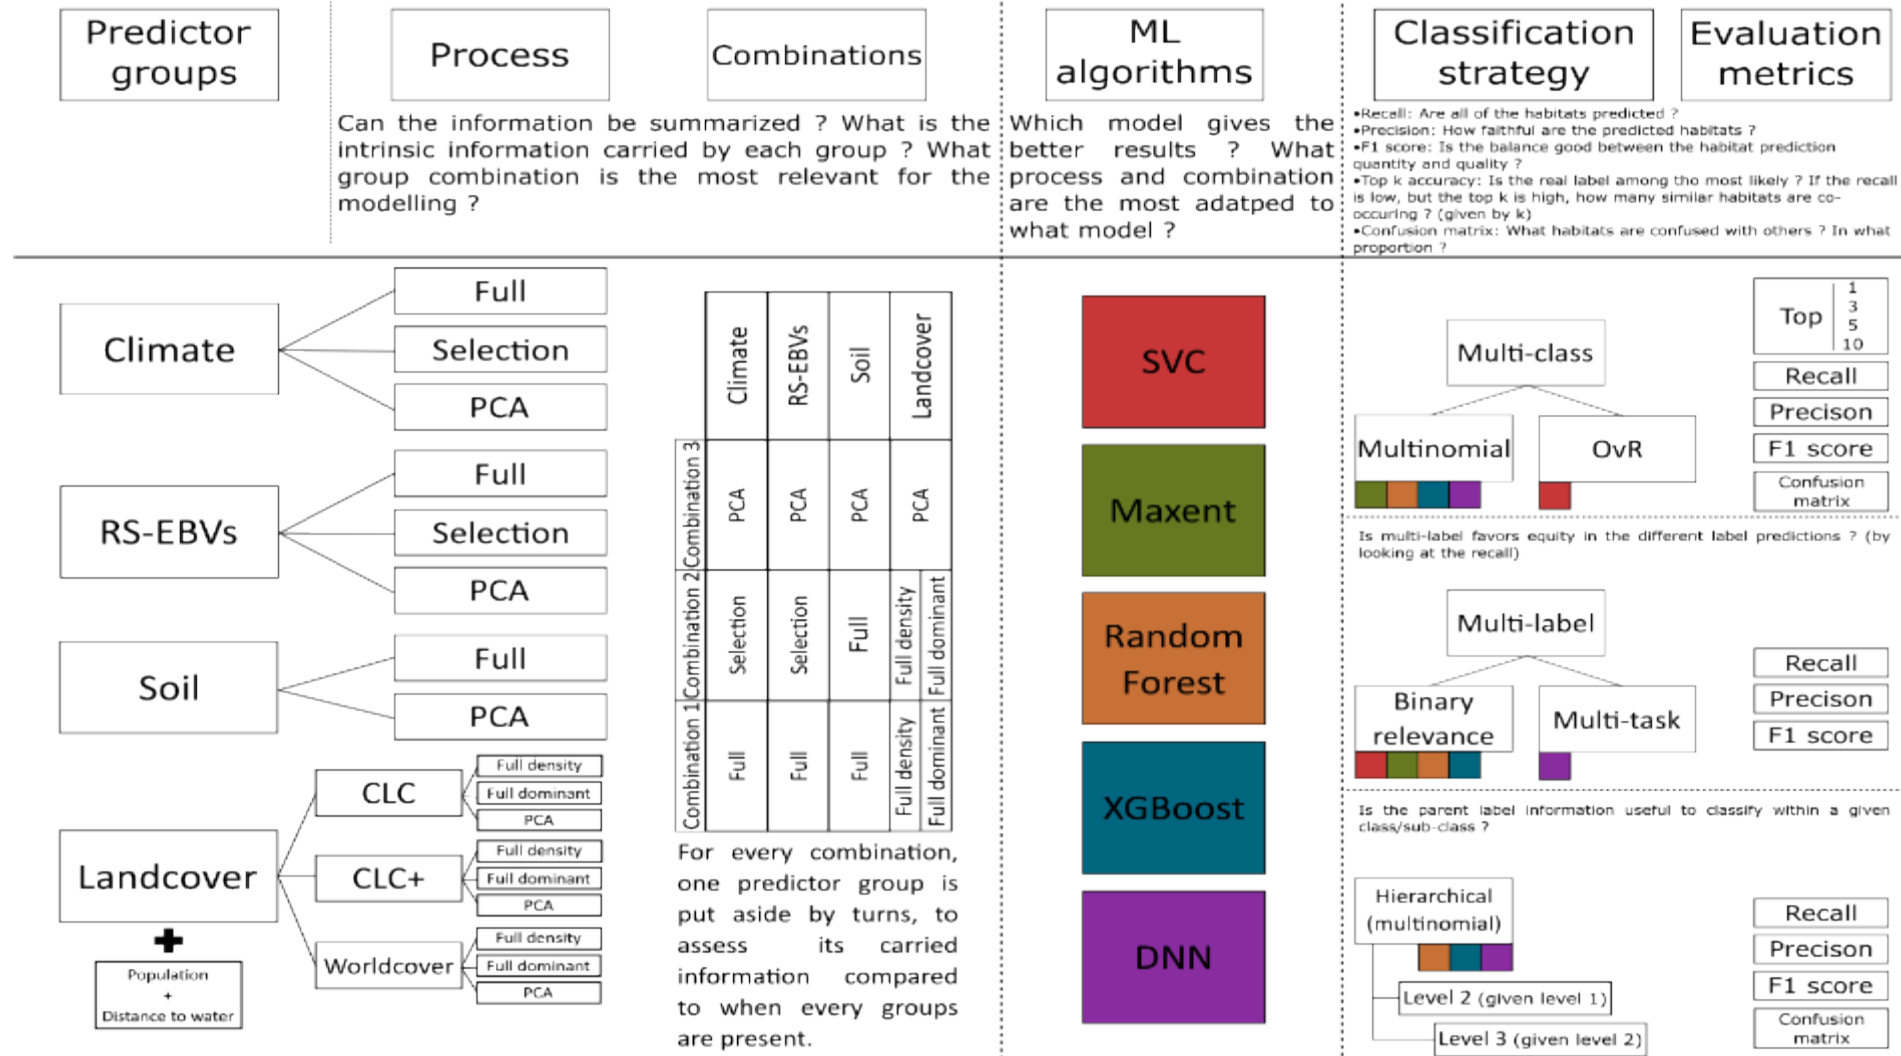 Predictor
groups
Process
Combinations
ML
algorithms
Classification
strategy
Evaluation
metrics
Can the information be summarized ? What is the
intrinsic information carried by each group ? What
group combination is the most relevant for the
modelling ?
Which model gives the
better results ? What
process and combination
are the most adatped to
what model ?
•Recall: Are all of the habitats predicted ?
•Precision: How faithful are the predicted habitats ?
•F1 score: Is the balance good between the habitat prediction
quantity and quality ?
•Top k accuracy: Is the real label among tho most likely ? If the recall
is low, but the top k is high, how many similar habitats are co-
occuring ? (given by k)
•Confusion matrix: What habitats are confused with others ? In what
proportion ?
Climate
Full
Selection
PCA
RS-EBVs
Full
Selection
PCA
Soil
Full
PCA
Landcover
Population
+
Distance to water
CLC
Full density
Full dominant
PCA
CLC+
Full density
Full dominant
PCA
Worldcover
Full density
Full dominant
PCA
Climate
RS-EBVs
Soil
Landcover
Combination 3
PCA
PCA
PCA
PCA
Combination 2
Selection
Selection
Full
Full density
Full dominant
Combination 1
Full
Full
Full
Full density
Full dominant
For every combination,
one predictor group is
put aside by turns, to
assess its carried
information compared
to when every groups
are present.
SVC
Maxent
Random
Forest
XGBoost
DNN
Multi-class
Multinomial
OvR
Top
1
3
5
10
Recall
Precison
F1 score
Confusion
matrix
Is multi-label favors equity in the different label predictions ? (by
looking at the recall)
Multi-label
Binary
relevance
Multi-task
Recall
Precison
F1 score
Is the parent label information useful to classify within a given
class/sub-class ?
Hierarchical
(multinomial)
Level 2 (given level 1)
Level 3 (given level 2)
Recall
Precison
F1 score
Confusion
matrix